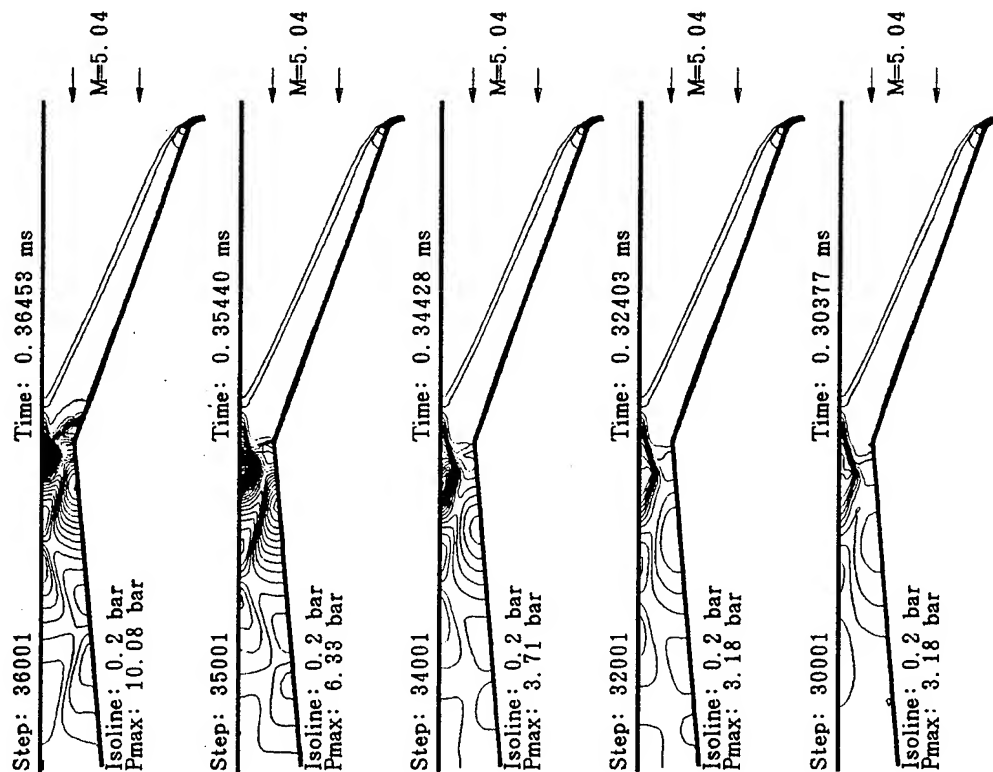 Step: 36001 Time: 0.36453 ms
M=5.04
Isoline: 0.2 bar
Pmax: 10.08 bar
Step: 35001 Time: 0.35440 ms
M=5.04
Isoline: 0.2 bar
Pmax: 6.33 bar
Step: 34001 Time: 0.34428 ms
M=5.04
Isoline: 0.2 bar
Pmax: 3.71 bar
Step: 32001 Time: 0.32403 ms
M=5.04
Isoline: 0.2 bar
Pmax: 3.18 bar
Step: 30001 Time: 0.30377 ms
M=5.04
Isoline: 0.2 bar
Pmax: 3.18 bar